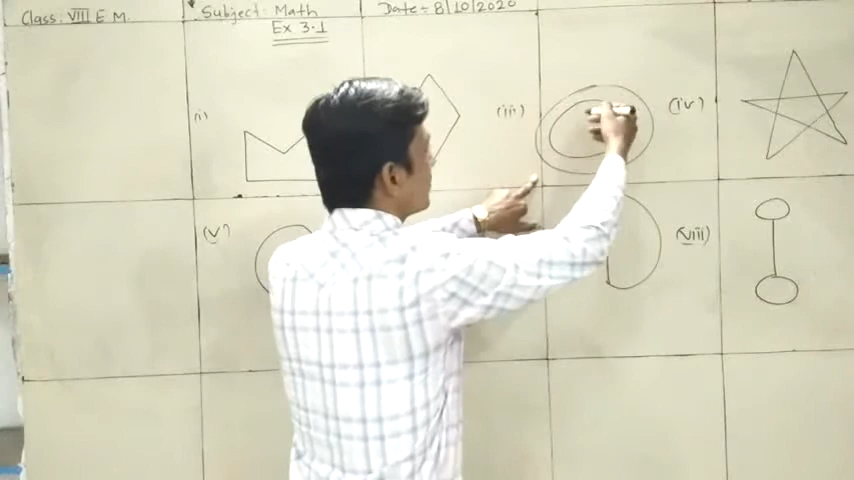 Class: VIII E M.
Subject: Math
Date:- 8/10/2020
Ex 3.1
(i)
(iii)
(iv)
(v)
(viii)